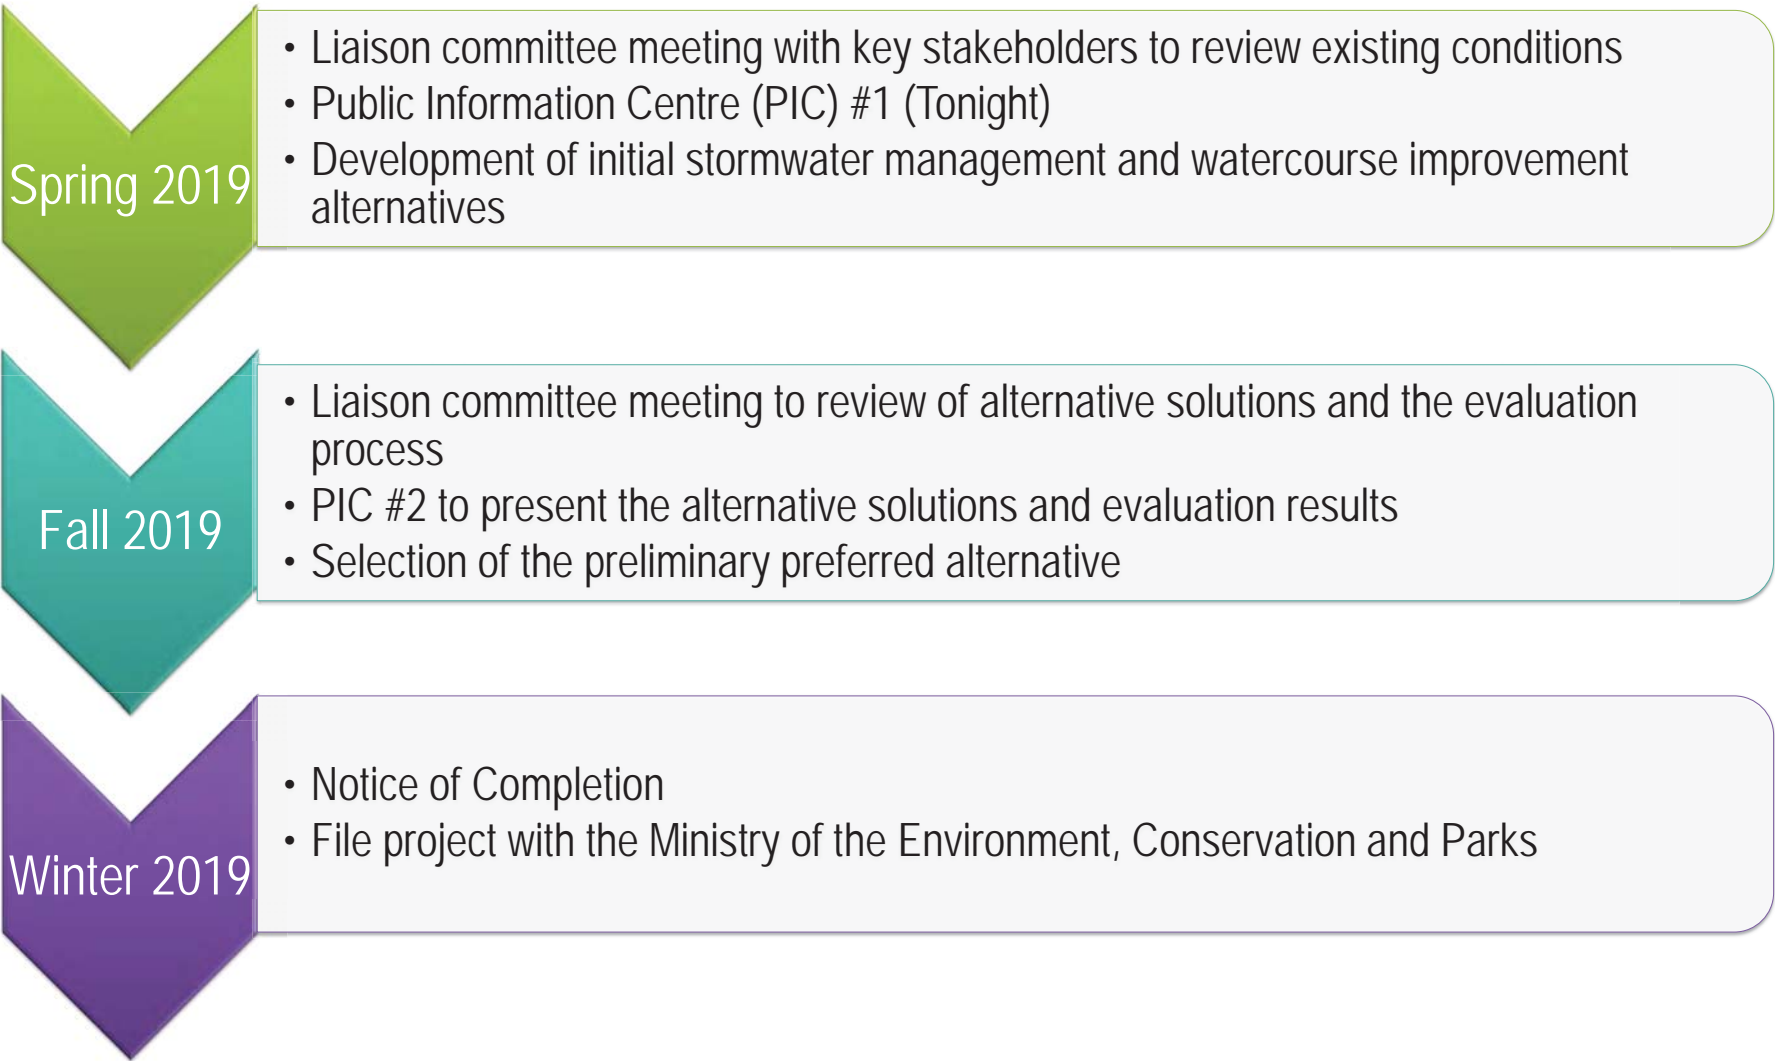 Spring 2019
• Liaison committee meeting with key stakeholders to review existing conditions
• Public Information Centre (PIC) #1 (Tonight)
• Development of initial stormwater management and watercourse improvement
alternatives
Fall 2019
• Liaison committee meeting to review of alternative solutions and the evaluation
process
• PIC #2 to present the alternative solutions and evaluation results
• Selection of the preliminary preferred alternative
Winter 2019
• Notice of Completion
• File project with the Ministry of the Environment, Conservation and Parks